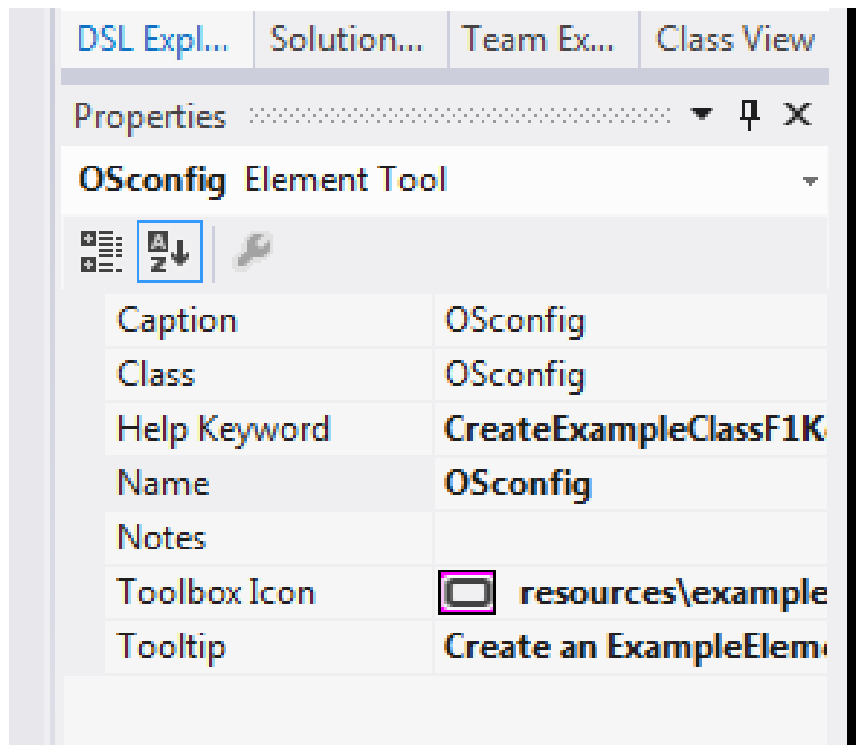 DSL Expl... Solution... Team Ex... Class View
Properties
OSconfig Element Tool
Caption OSconfig
Class OSconfig
Help Keyword CreateExampleClassF1K
Name OSconfig
Notes
Toolbox Icon resources\example
Tooltip Create an ExampleElem